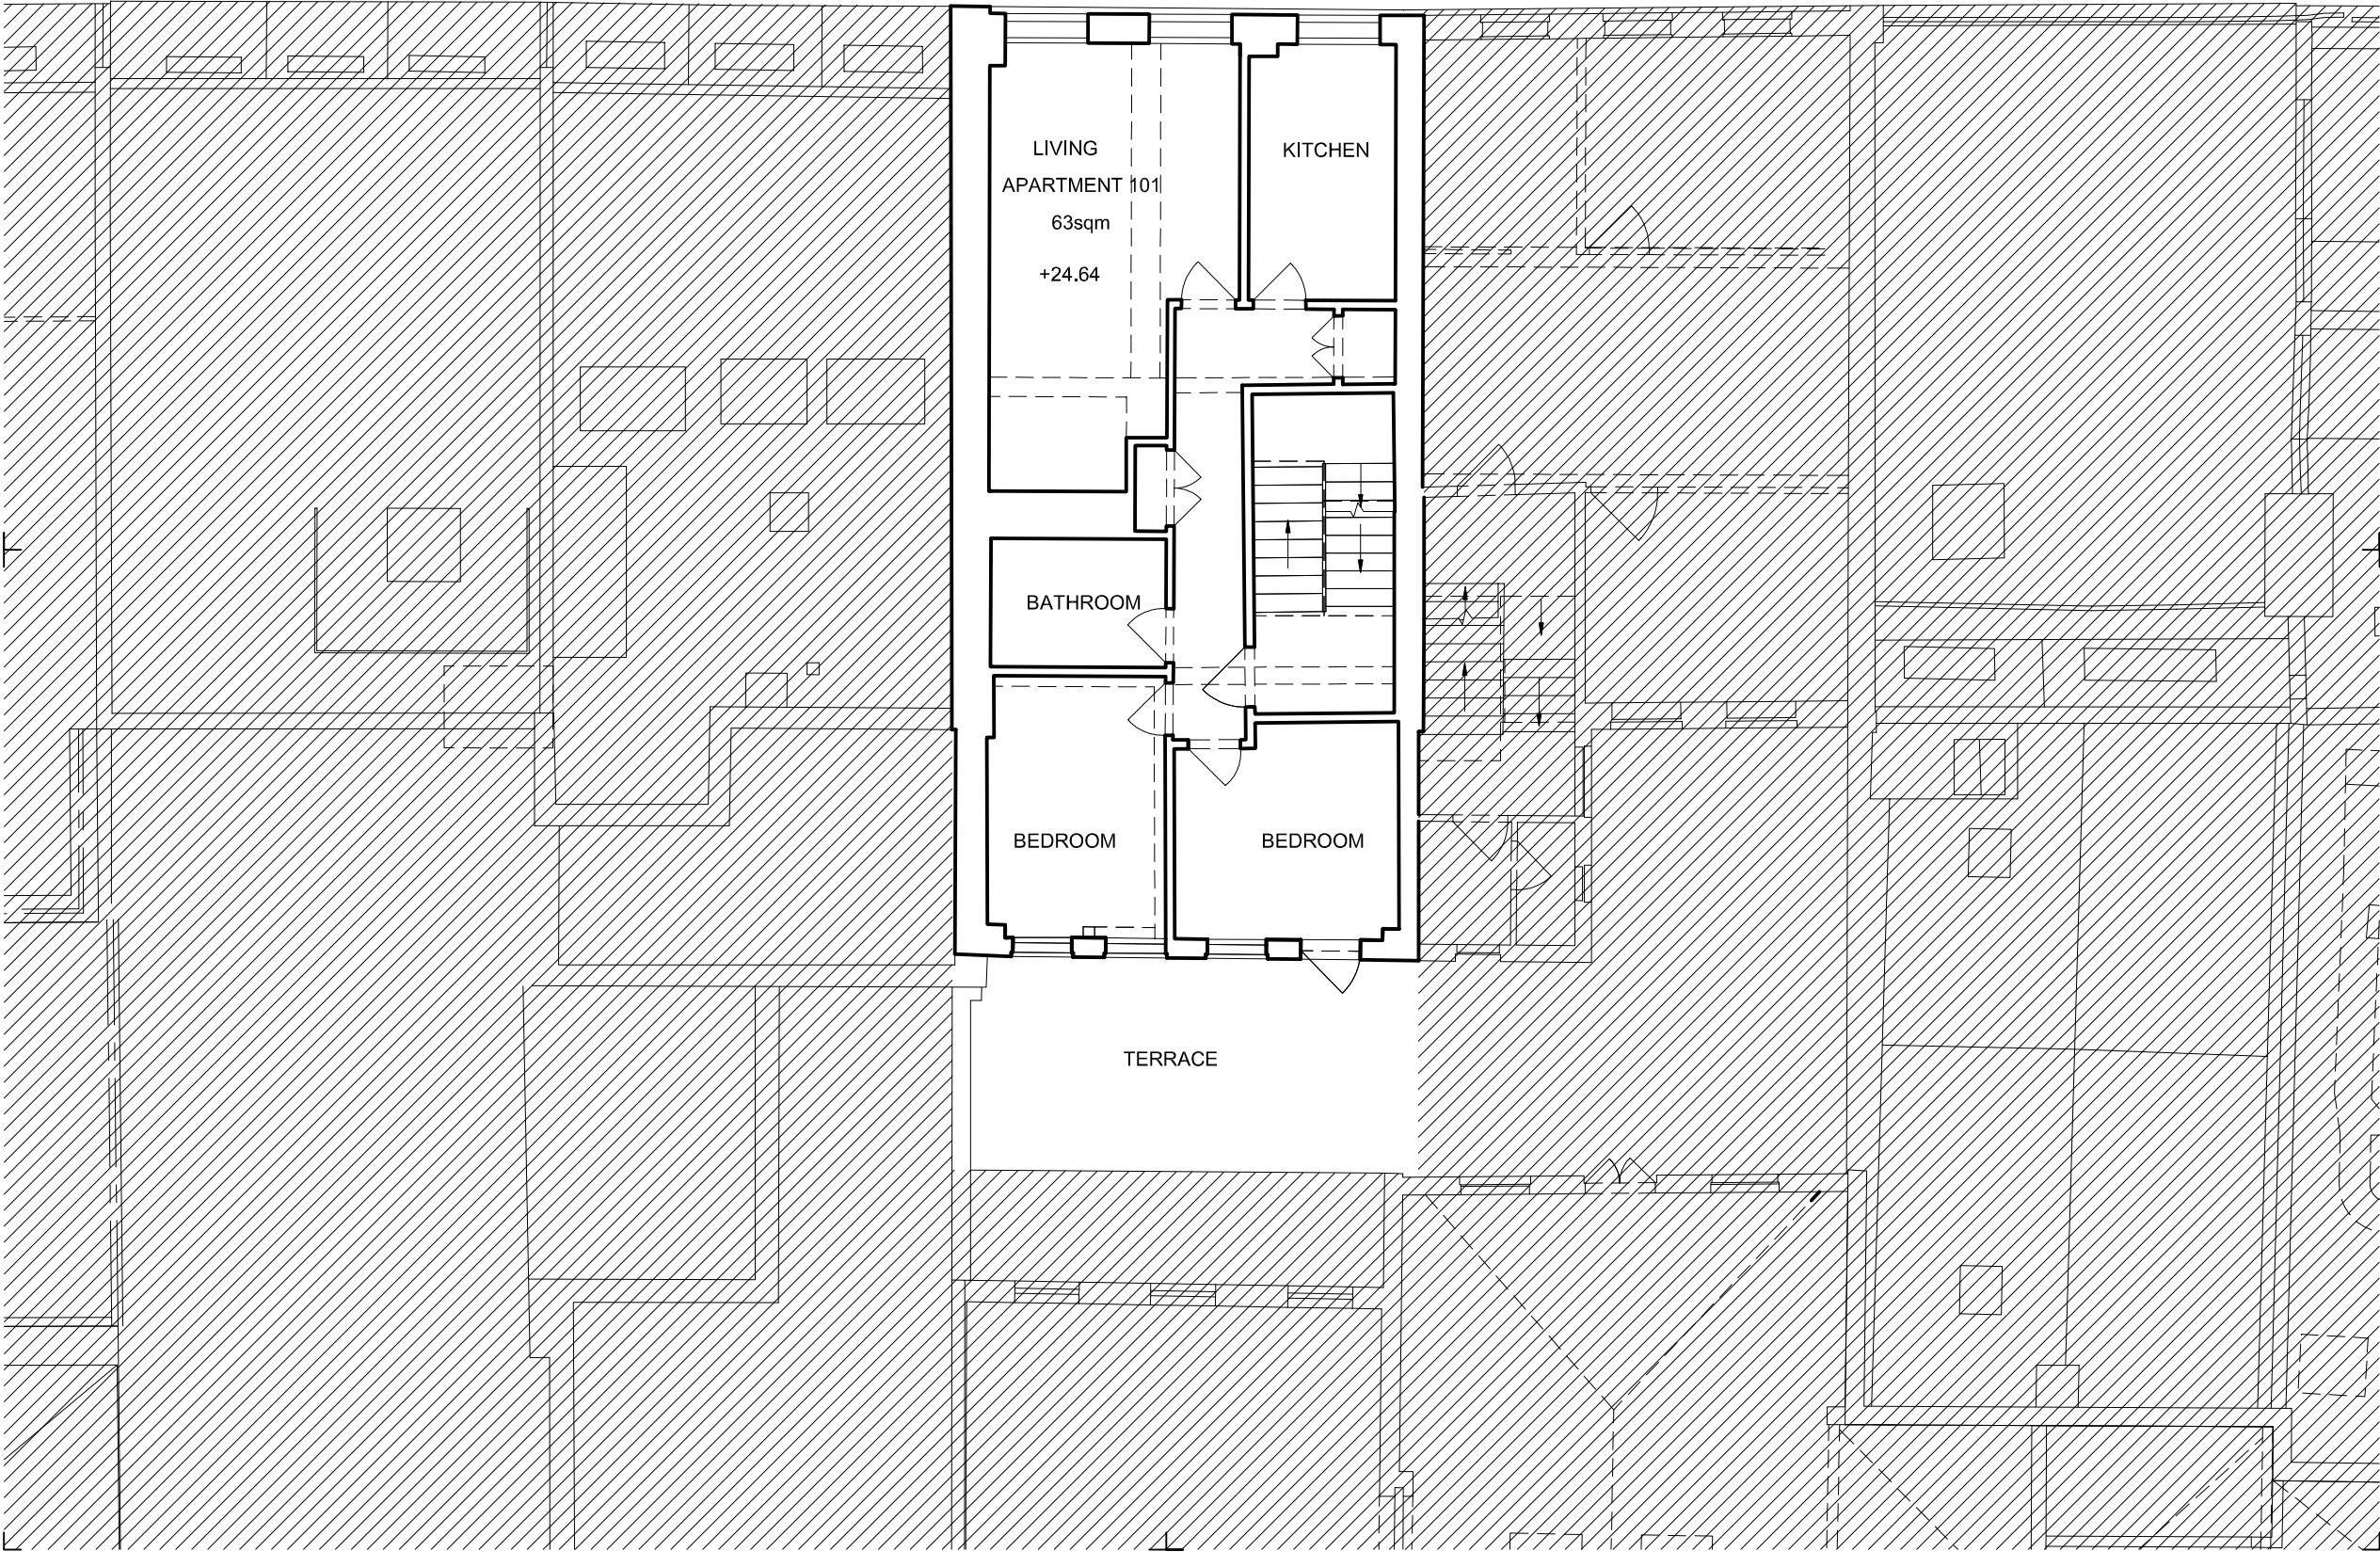 LIVING
KITCHEN
APARTMENT 101
63sqm
+24.64
BATHROOM
BEDROOM
BEDROOM
TERRACE